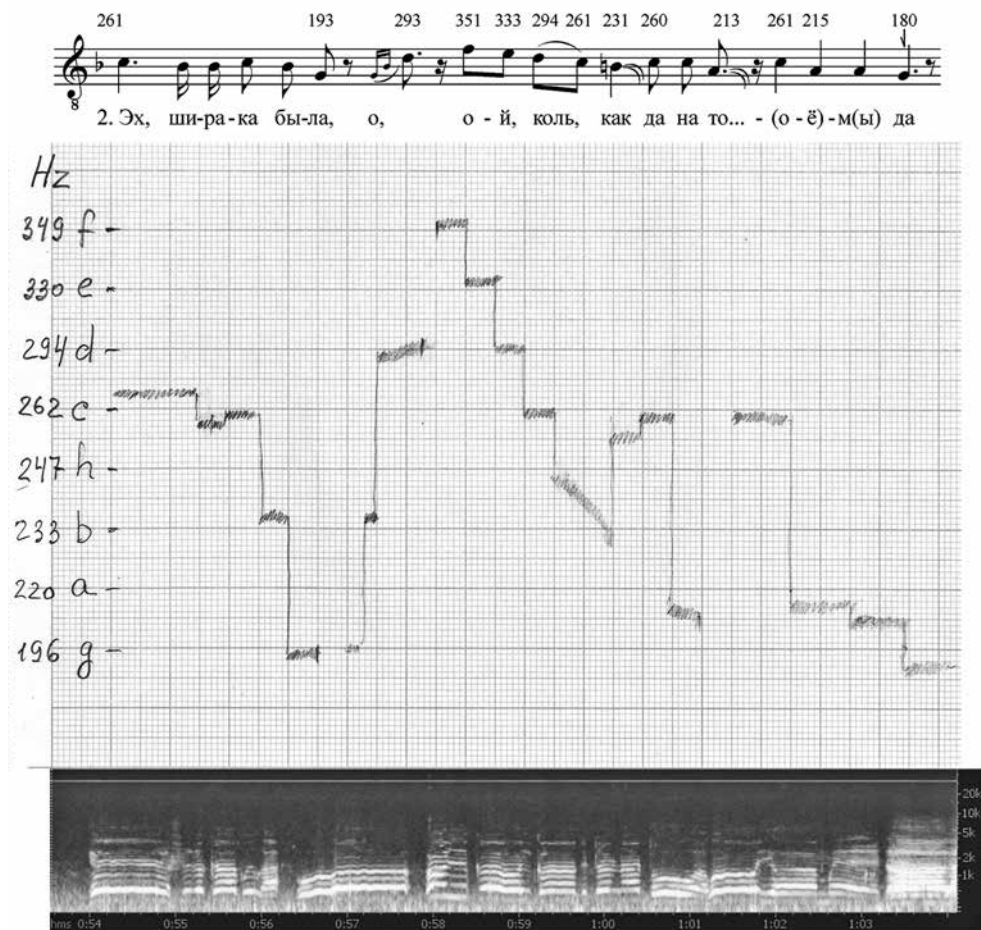 261 193 293 351 333 294 261 231 260 213 261 215 180
8
2. Эх, ши-ра-ка бы-ла, о, о - й, коль, как да на то... - (о - ё) - м(ы) да
Hz
349 f -
330 e -
294 d -
262 c -
247 h -
233 b -
220 a -
196 g -
20k
10k
5k
2k
1k
hms 0:54 0:55 0:56 0:57 0:58 0:59 1:00 1:01 1:02 1:03